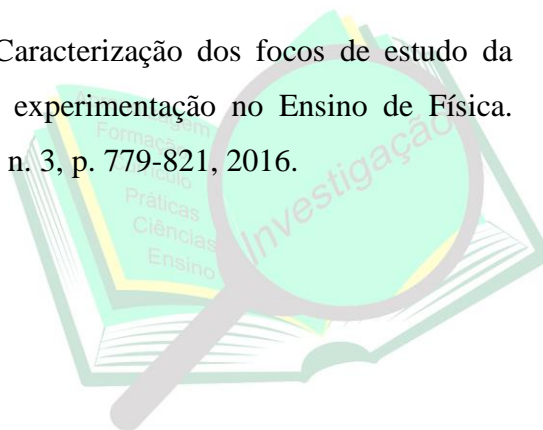 Caracterização dos focos de estudo da
experimentação no Ensino de Física.
n. 3, p. 779-821, 2016.
Formação
Práticas
Ciências
Ensino
Investigação